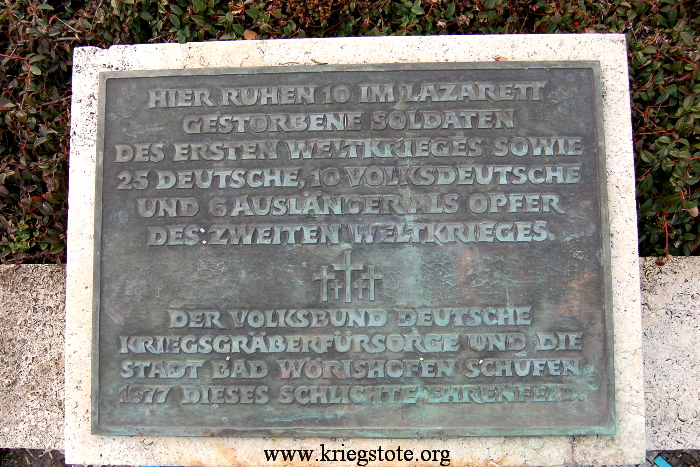 HIER RUHEN 10 IM LAZARETT
GESTORBENE SOLDATEN
DES ERSTEN WELTKRIEGES SOWIE
25 DEUTSCHE, 10 VOLKSDEUTSCHE
UND 6 AUSLÄNDER ALS OPFER
DES ZWEITEN WELTKRIEGES.
DER VOLKSBUND DEUTSCHE
KRIEGSGRÄBERFÜRSORGE UND DIE
STADT BAD WÖRISHOFEN SCHUFEN
1977 DIESES SCHLICHTE EHRENFELD.
www.kriegstote.org